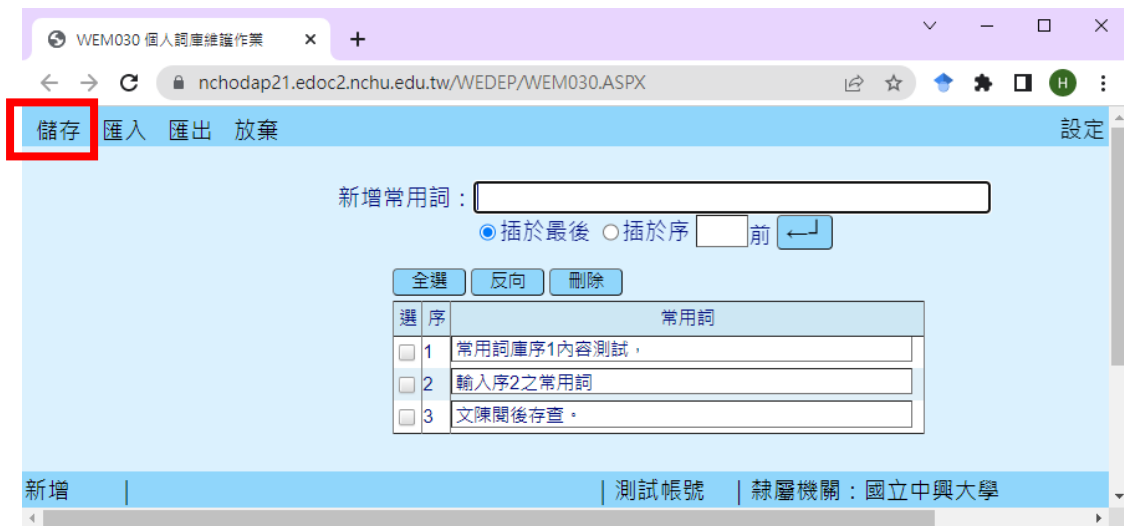 WEM030 個人詞庫維護作業
nchodap21.edoc2.nchu.edu.tw/WEDEP/WEM030.ASPX
H
儲存 匯入 匯出 放棄 設定
新增常用詞：
插於最後 插於序 前 ←┘
全選 反向 刪除
選 序 常用詞
1 常用詞庫序1內容測試，
2 輸入序2之常用詞
3 文陳閱後存查。
新增 | | 測試帳號 | 隸屬機關：國立中興大學